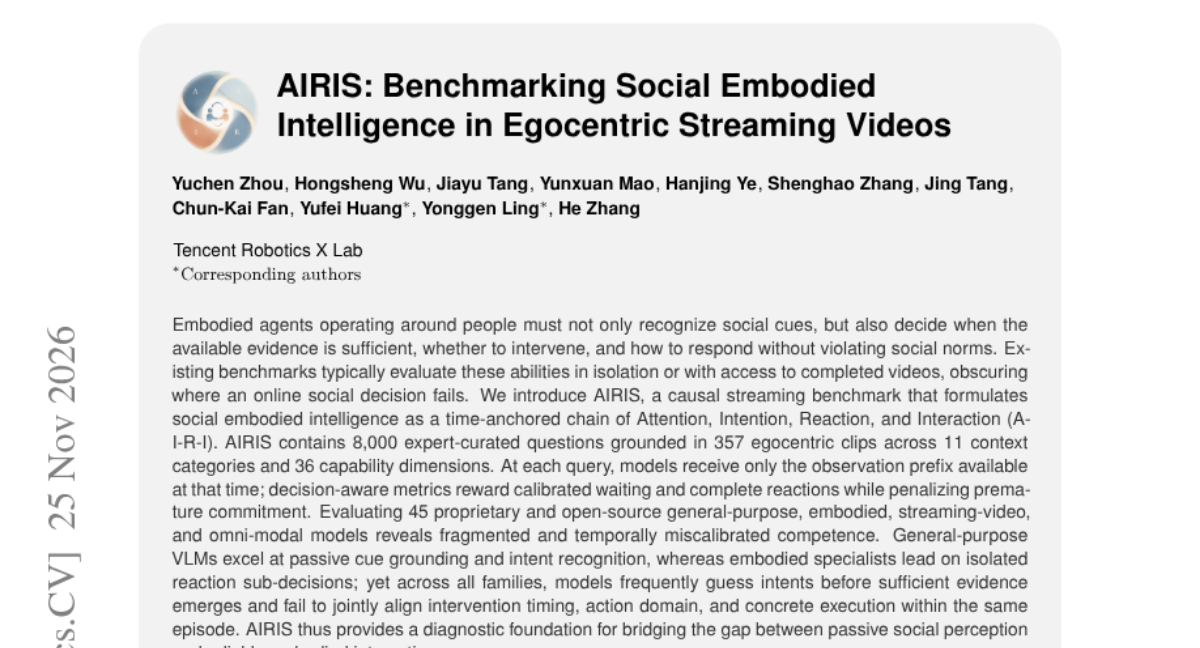 AIRIS: Benchmarking Social Embodied
Intelligence in Egocentric Streaming Videos
Yuchen Zhou, Hongsheng Wu, Jiayu Tang, Yunxuan Mao, Hanjing Ye, Shenghao Zhang, Jing Tang,
Chun-Kai Fan, Yufei Huang*, Yonggen Ling*, He Zhang
Tencent Robotics X Lab
*Corresponding authors
Embodied agents operating around people must not only recognize social cues, but also decide when the
available evidence is sufficient, whether to intervene, and how to respond without violating social norms. Ex-
isting benchmarks typically evaluate these abilities in isolation or with access to completed videos, obscuring
where an online social decision fails. We introduce AIRIS, a causal streaming benchmark that formulates
social embodied intelligence as a time-anchored chain of Attention, Intention, Reaction, and Interaction (A-
I-R-I). AIRIS contains 8,000 expert-curated questions grounded in 357 egocentric clips across 11 context
categories and 36 capability dimensions. At each query, models receive only the observation prefix available
at that time; decision-aware metrics reward calibrated waiting and complete reactions while penalizing prema-
ture commitment. Evaluating 45 proprietary and open-source general-purpose, embodied, streaming-video,
and omni-modal models reveals fragmented and temporally miscalibrated competence. General-purpose
VLMs excel at passive cue grounding and intent recognition, whereas embodied specialists lead on isolated
reaction sub-decisions; yet across all families, models frequently guess intents before sufficient evidence
emerges and fail to jointly align intervention timing, action domain, and concrete execution within the same
episode. AIRIS thus provides a diagnostic foundation for bridging the gap between passive social perception
cs.CV] 25 Nov 2026